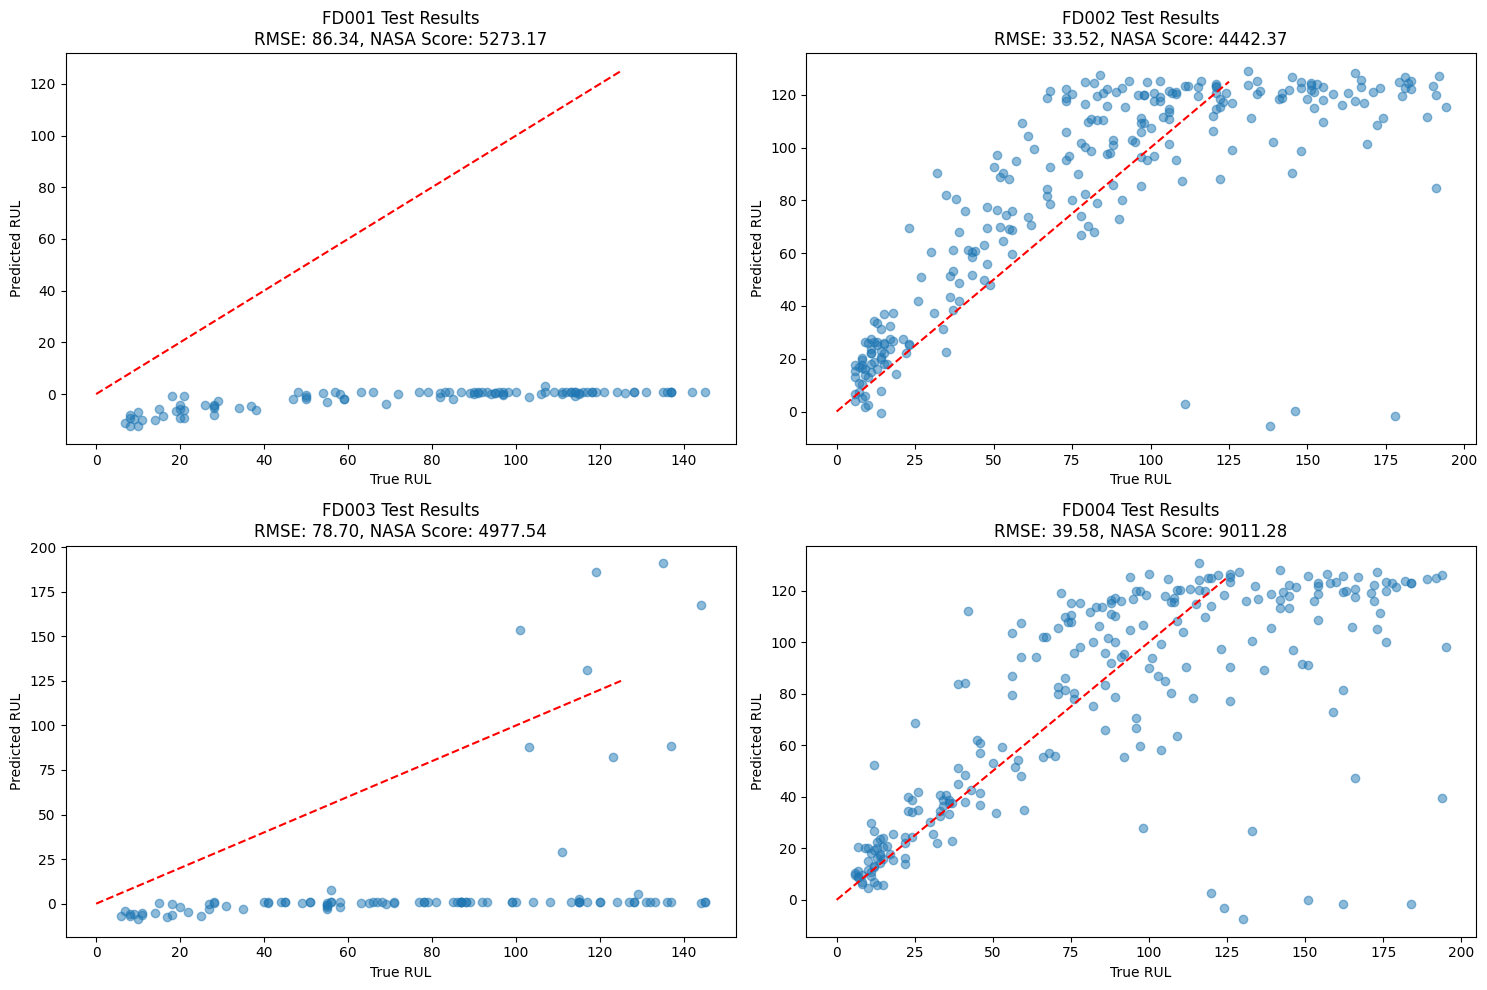 FD001 Test Results
RMSE: 86.34, NASA Score: 5273.17
Predicted RUL
120
100
80
60
40
20
0
0 20 40 60 80 100 120 140
True RUL
FD002 Test Results
RMSE: 33.52, NASA Score: 4442.37
Predicted RUL
120
100
80
60
40
20
0
0 25 50 75 100 125 150 175 200
True RUL
FD003 Test Results
RMSE: 78.70, NASA Score: 4977.54
Predicted RUL
200
175
150
125
100
75
50
25
0
0 20 40 60 80 100 120 140
True RUL
FD004 Test Results
RMSE: 39.58, NASA Score: 9011.28
Predicted RUL
120
100
80
60
40
20
0
0 25 50 75 100 125 150 175 200
True RUL